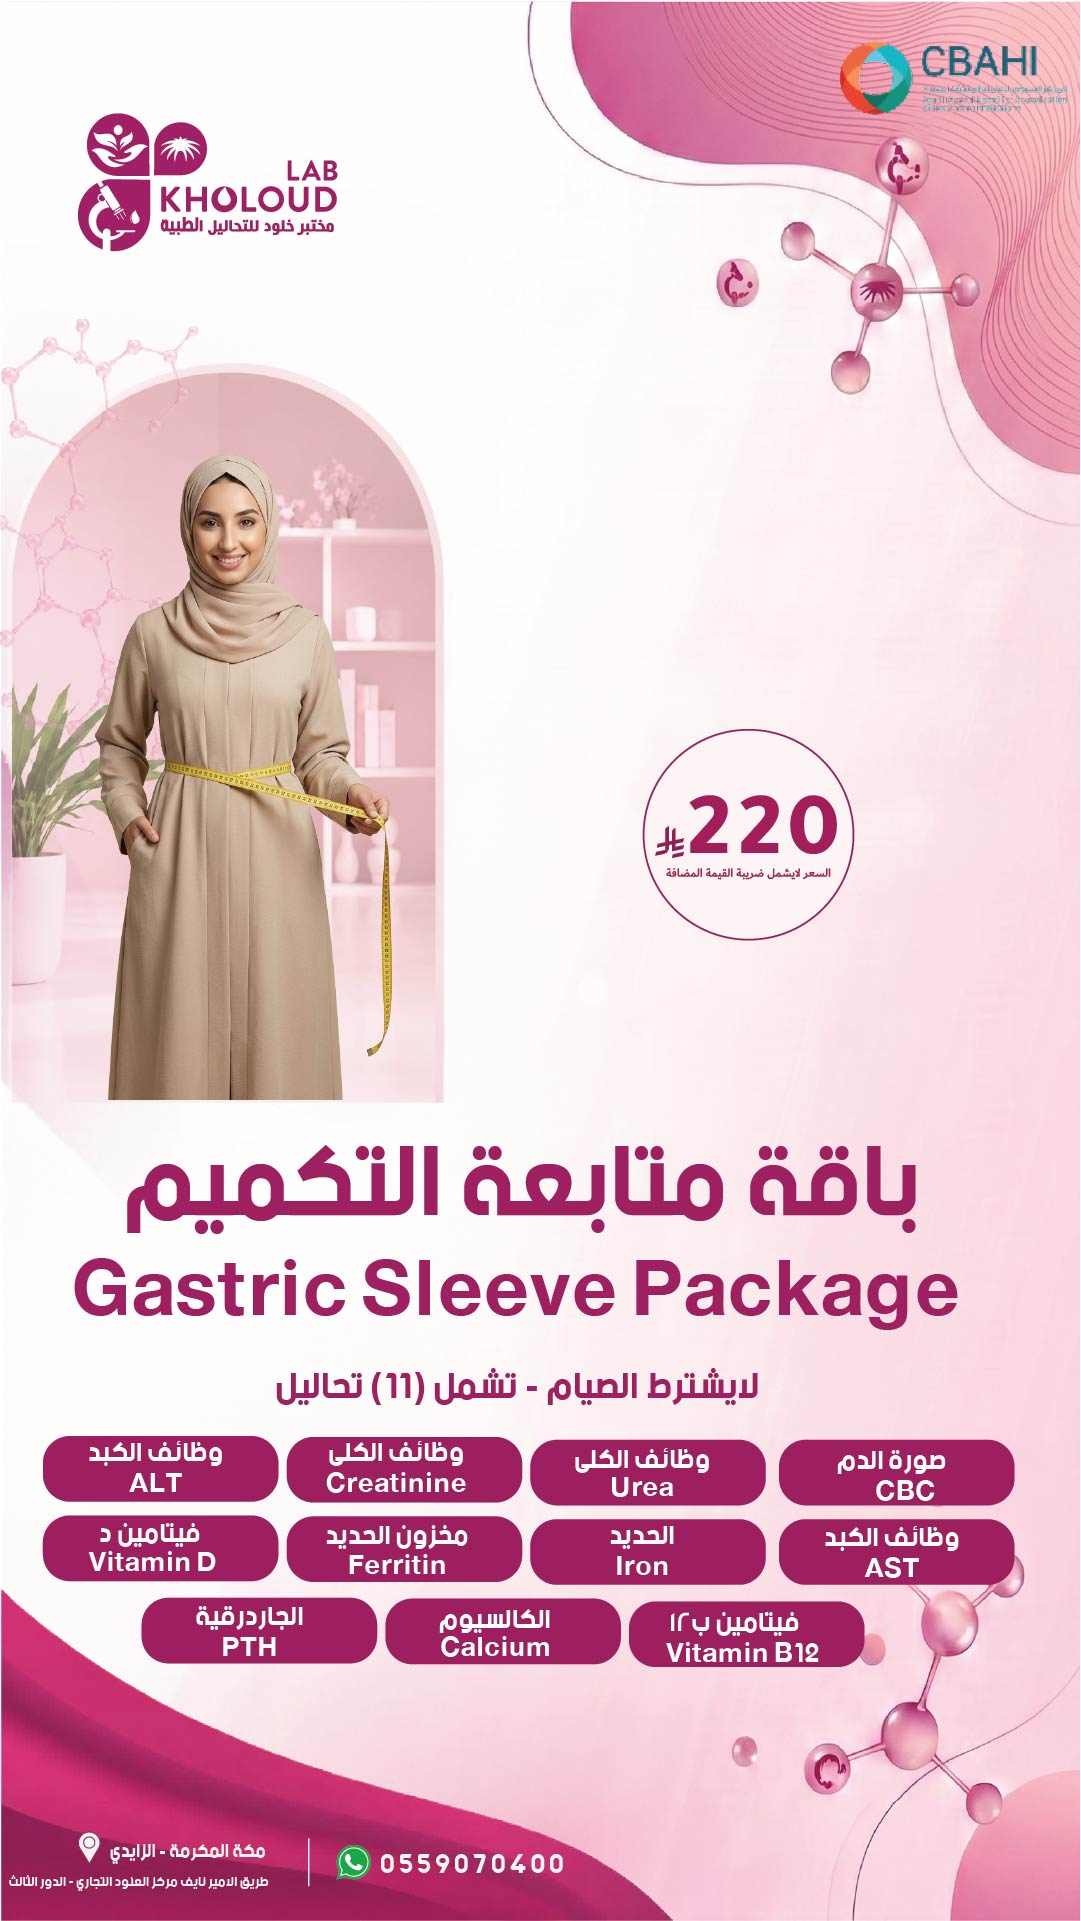 CBAHI
LAB
KHOLOUD
مختبر خلود للتحاليل الطبية
220
السعر لايشمل ضريبة القيمة المضافة
باقة متابعة التكميم
Gastric Sleeve Package
لايشترط الصيام - تشمل (11) تحاليل
صورة الدم
CBC
وظائف الكلى
Urea
وظائف الكلى
Creatinine
وظائف الكبد
ALT
وظائف الكبد
AST
الحديد
Iron
مخزون الحديد
Ferritin
فيتامين د
Vitamin D
فيتامين ب١٢
Vitamin B12
الكالسيوم
Calcium
الجاردرقية
PTH
0559070400
مكة المكرمة - الزايدي
طريق الامير نايف مركز العنود التجاري - الدور الثالث